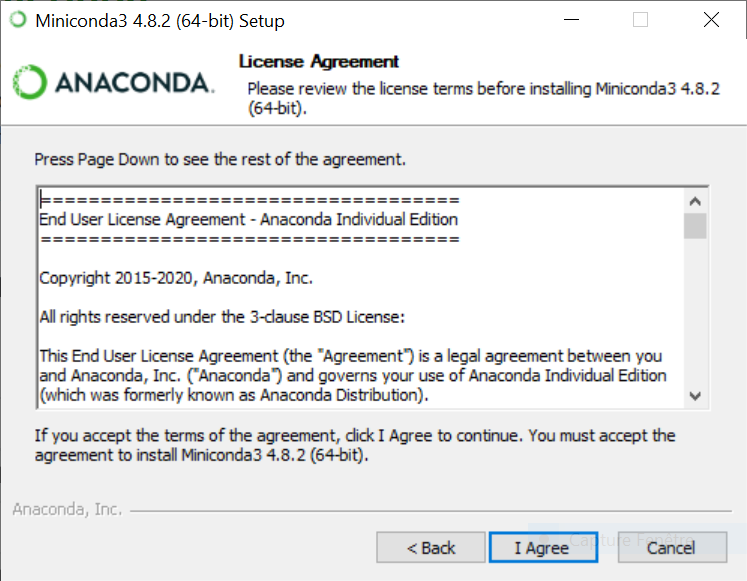 Miniconda3 4.8.2 (64-bit) Setup
ANACONDA.
License Agreement
Please review the license terms before installing Miniconda3 4.8.2
(64-bit).
Press Page Down to see the rest of the agreement.
===================================
End User License Agreement - Anaconda Individual Edition
===================================
Copyright 2015-2020, Anaconda, Inc.
All rights reserved under the 3-clause BSD License:
This End User License Agreement (the "Agreement") is a legal agreement between you
and Anaconda, Inc. ("Anaconda") and governs your use of Anaconda Individual Edition
(which was formerly known as Anaconda Distribution).
If you accept the terms of the agreement, click I Agree to continue. You must accept the
agreement to install Miniconda3 4.8.2 (64-bit).
Anaconda, Inc.
< Back
I Agree
Cancel
Capture Fenêtre